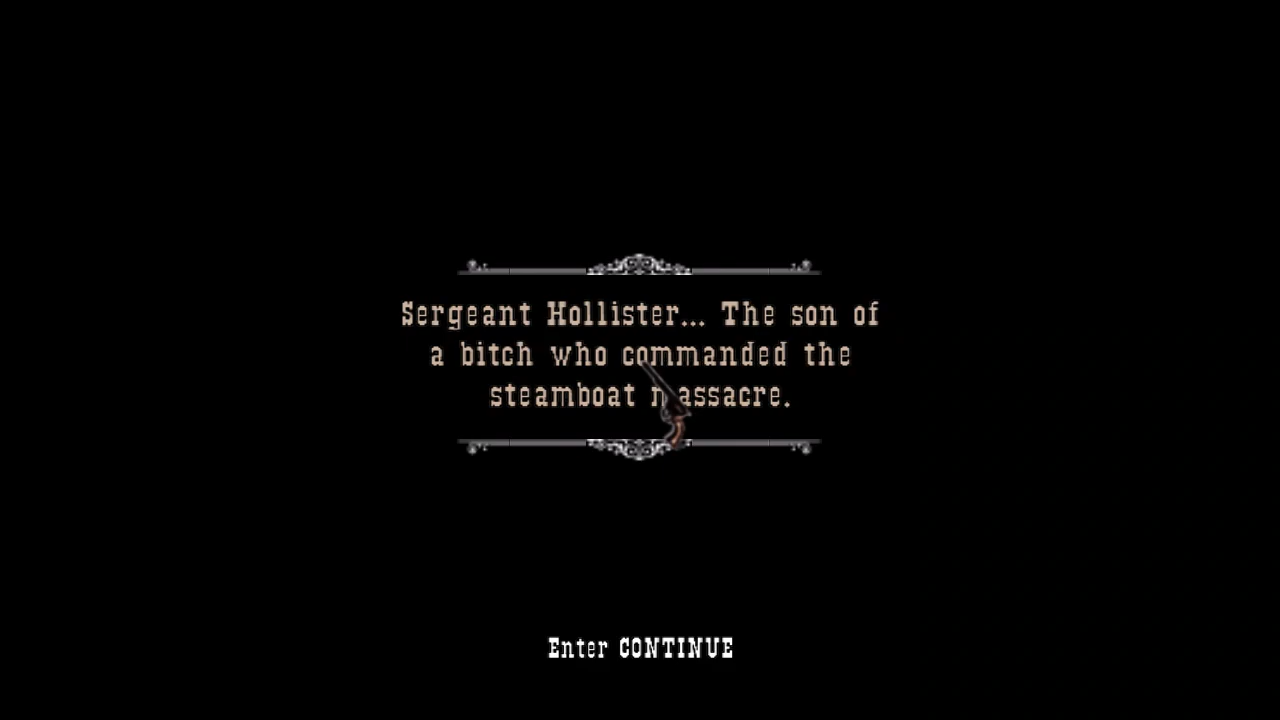 Sergeant Hollister... The son of
a bitch who commanded the
steamboat massacre.
Enter CONTINUE